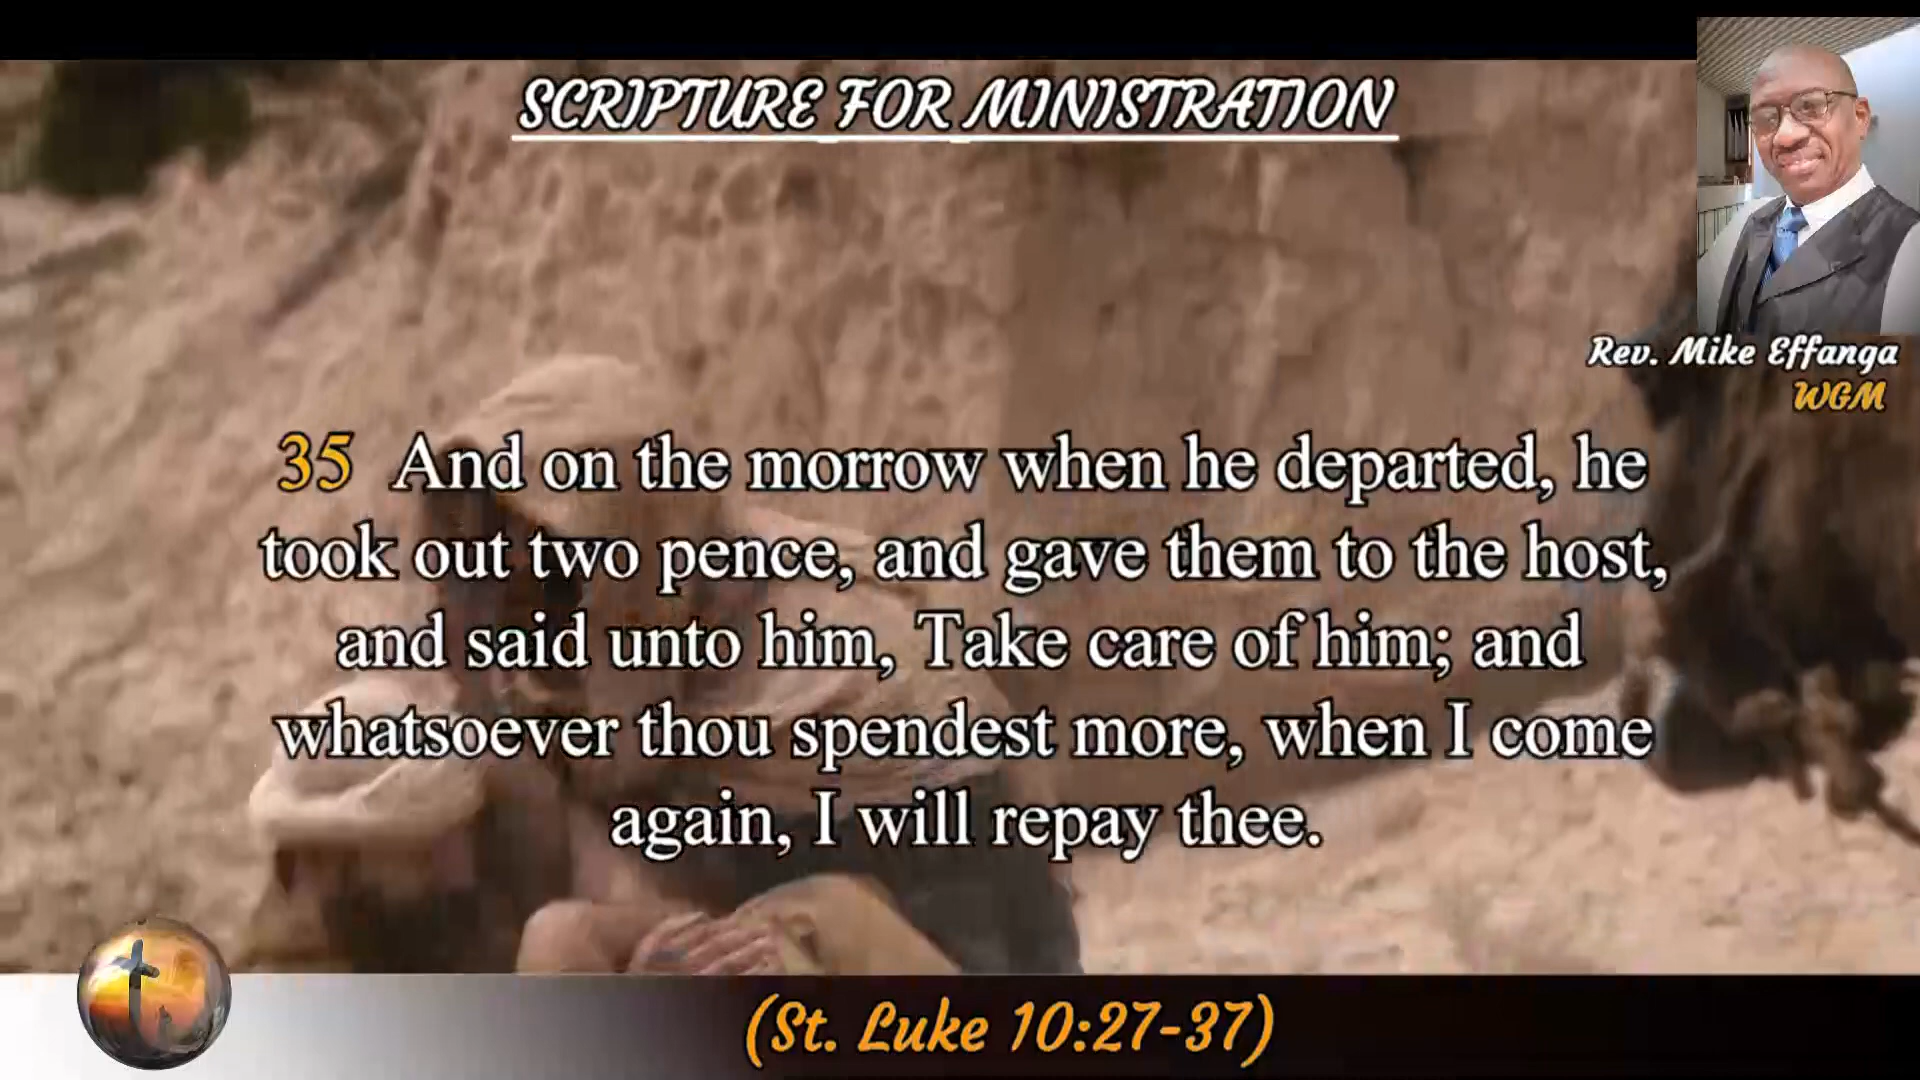 SCRIPTURE FOR MINISTRATION
Rev. Mike Effanga
WGM
35 And on the morrow when he departed, he
took out two pence, and gave them to the host,
and said unto him, Take care of him; and
whatsoever thou spendest more, when I come
again, I will repay thee.
(St. Luke 10:27-37)